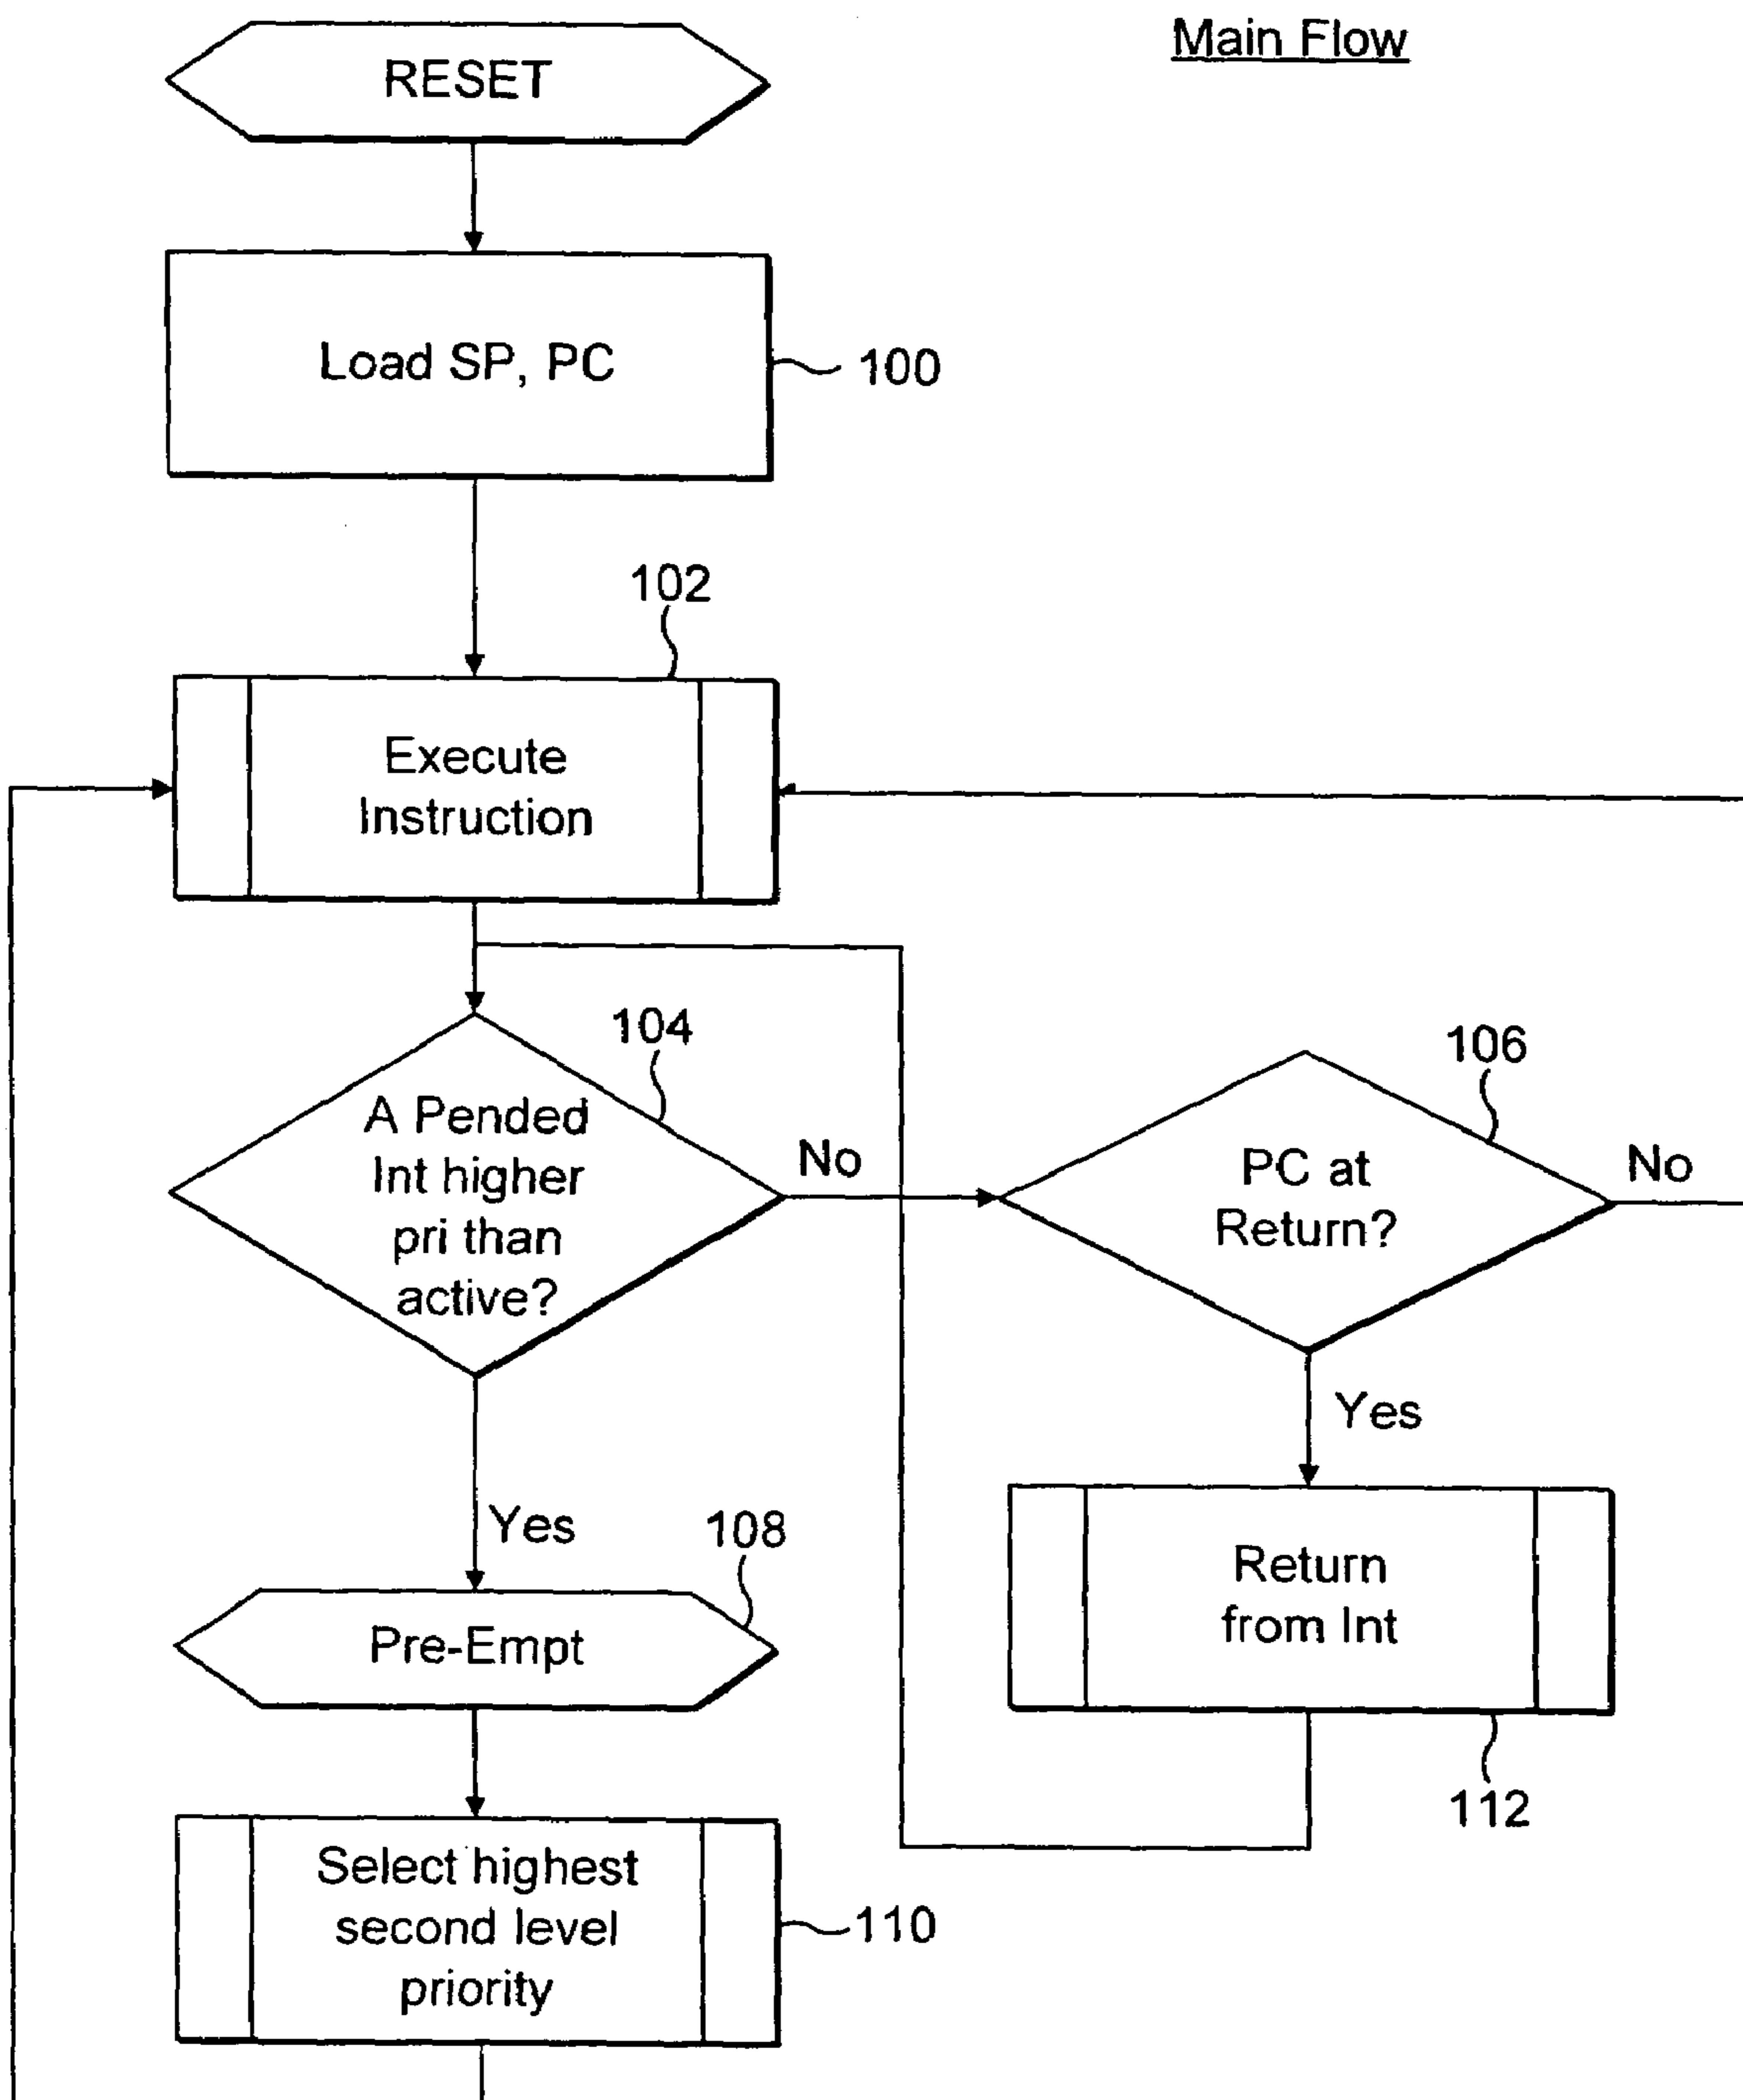 Main Flow
RESET
Load SP, PC
100
102
Execute
Instruction
104
A Pended
Int higher
pri than
active?
No
106
PC at
Return?
No
Yes
Yes
108
Pre-Empt
Return
from Int
112
Select highest
second level
priority
110